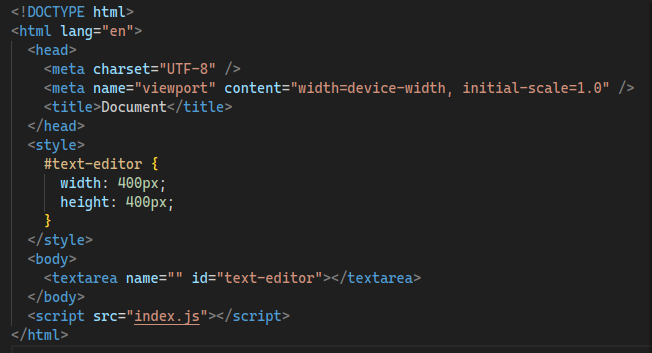 <!DOCTYPE html>
<html lang="en">
  <head>
    <meta charset="UTF-8" />
    <meta name="viewport" content="width=device-width, initial-scale=1.0" />
    <title>Document</title>
  </head>
  <style>
    #text-editor {
      width: 400px;
      height: 400px;
    }
  </style>
  <body>
    <textarea name="" id="text-editor"></textarea>
  </body>
  <script src="index.js"></script>
</html>